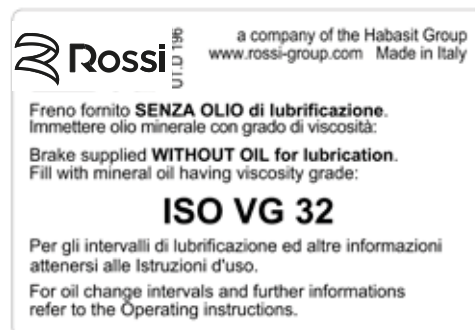 Rossi
UT.D 196
a company of the Habasit Group
www.rossi-group.com Made in Italy
Freno fornito SENZA OLIO di lubrificazione.
Immettere olio minerale con grado di viscosità:
Brake supplied WITHOUT OIL for lubrication.
Fill with mineral oil having viscosity grade:
ISO VG 32
Per gli intervalli di lubrificazione ed altre informazioni
attenersi alle Istruzioni d'uso.
For oil change intervals and further informations
refer to the Operating instructions.